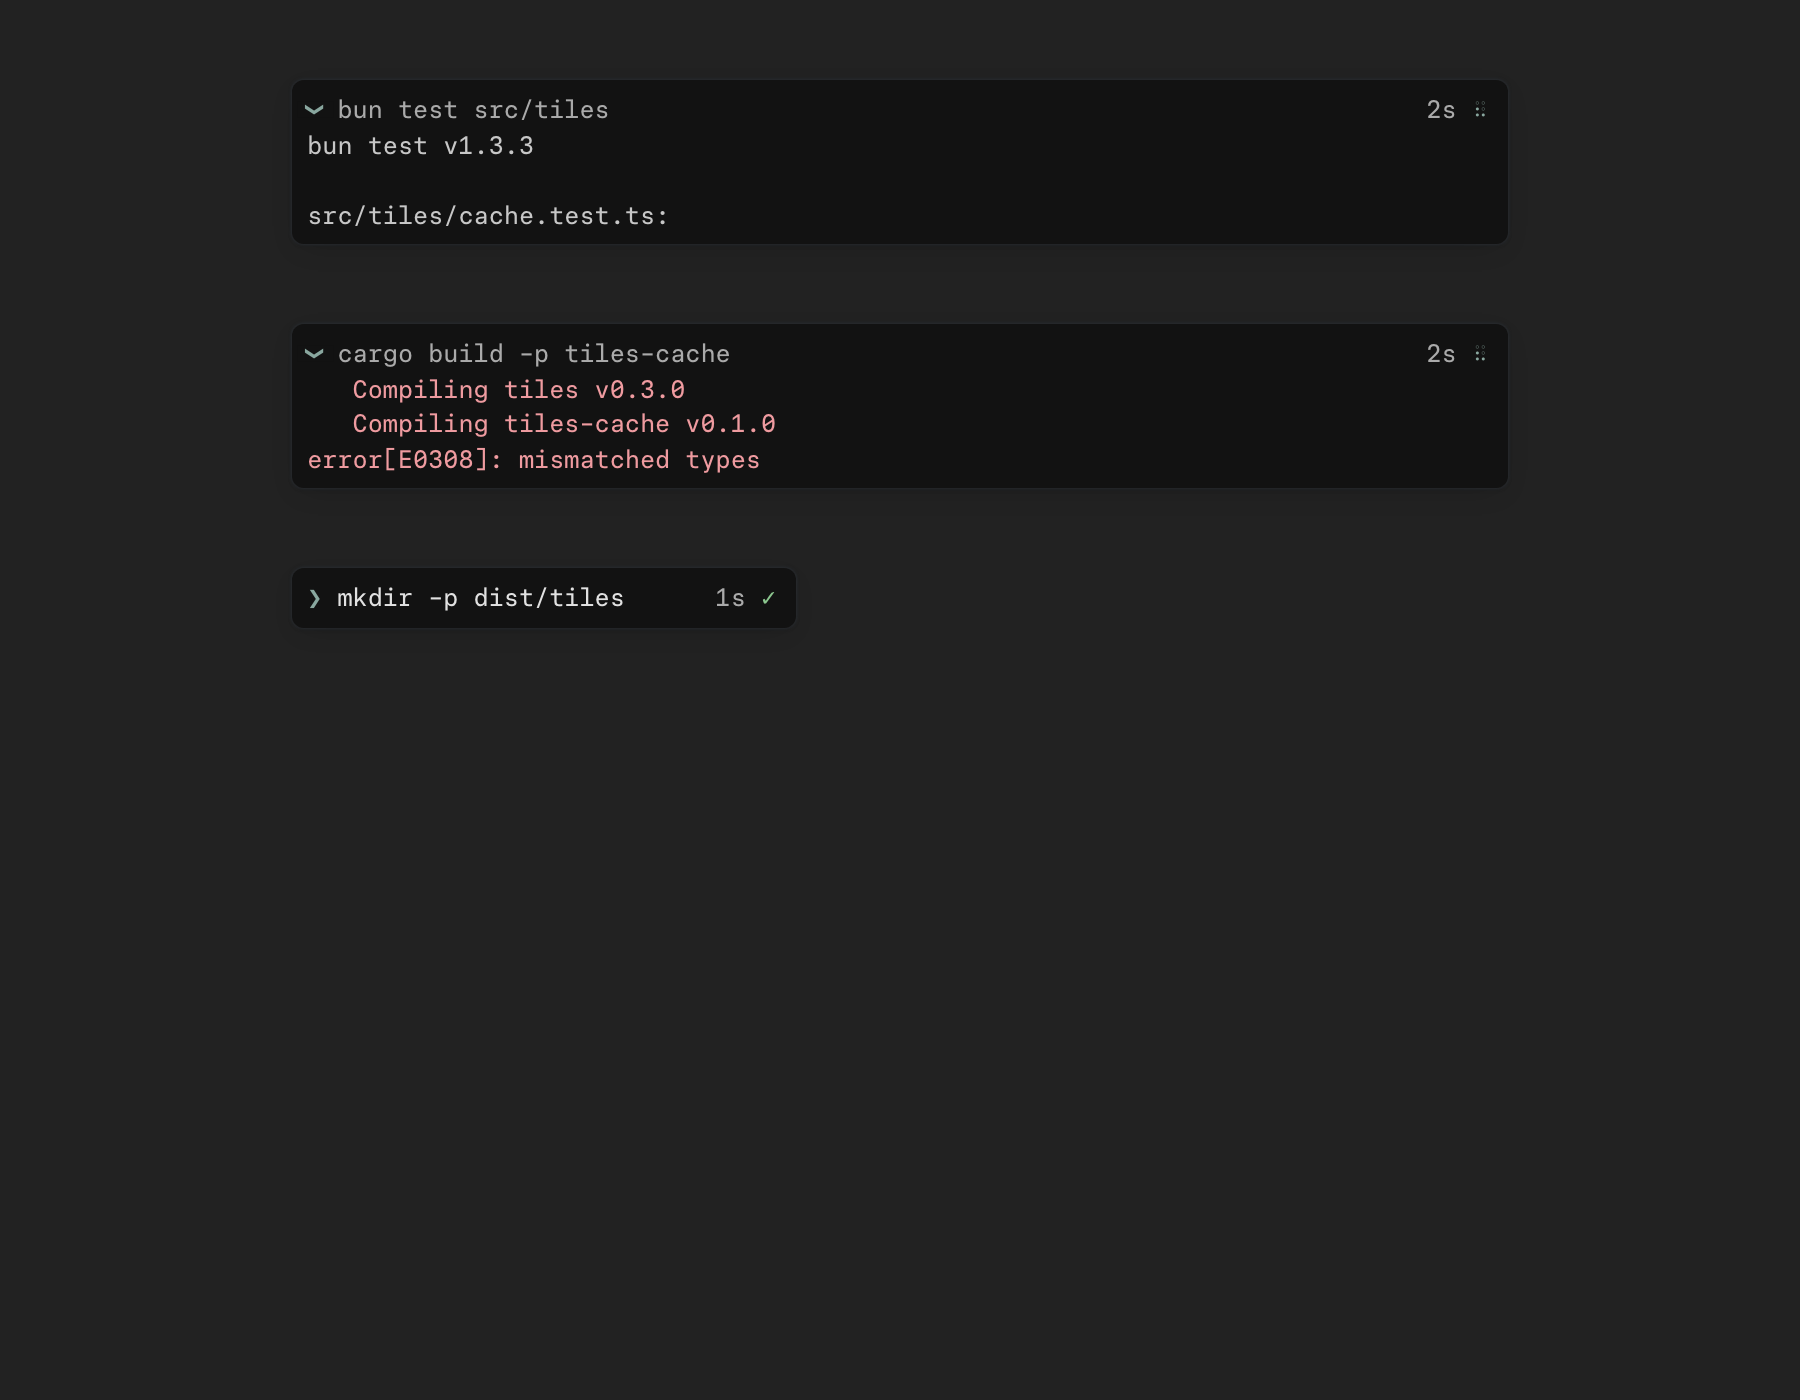 ❯ bun test src/tiles 2s ⠶
bun test v1.3.3

src/tiles/cache.test.ts:
❯ cargo build -p tiles-cache 2s ⠶
   Compiling tiles v0.3.0
   Compiling tiles-cache v0.1.0
error[E0308]: mismatched types
❯ mkdir -p dist/tiles 1s ✓